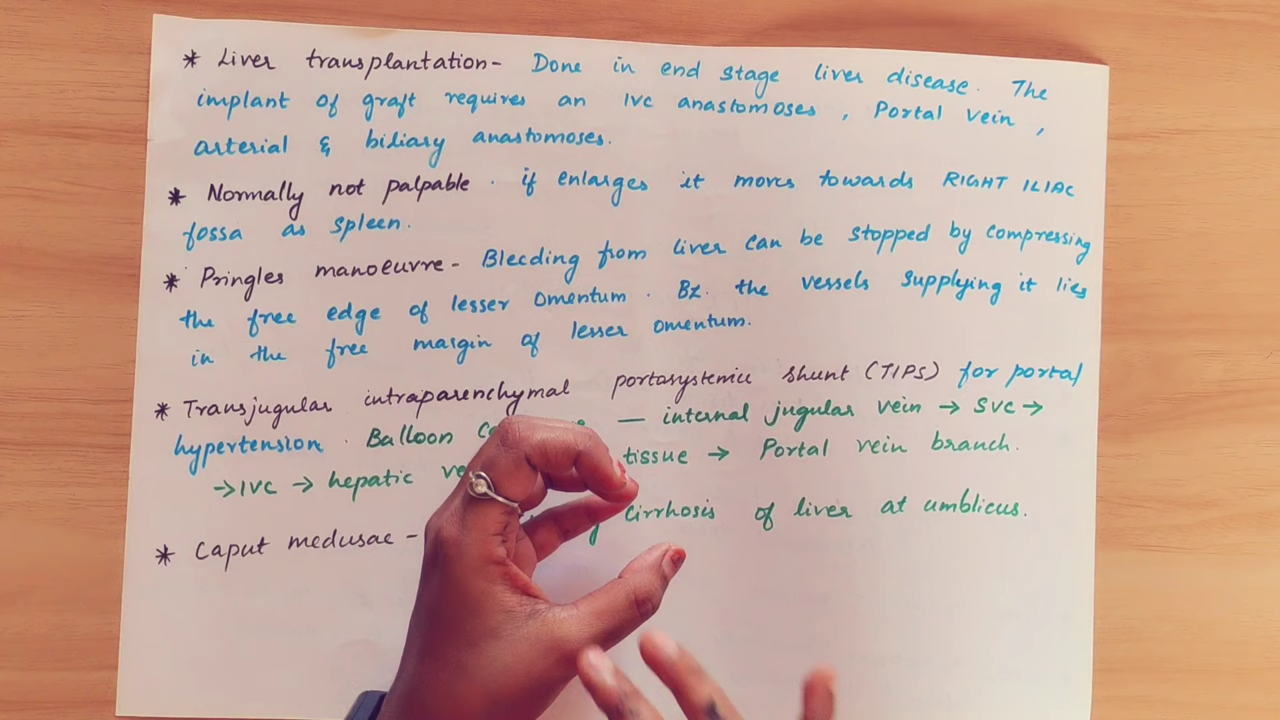 * Liver transplantation- Done in end stage liver disease. The
implant of graft requires an IVC anastomoses, Portal vein,
arterial & biliary anastomoses.
* Normally not palpable. if enlarges it moves towards RIGHT ILIAC
fossa as spleen.
* Pringles manoeuvre- Bleeding from liver can be stopped by compressing
the free edge of lesser omentum. Bz. the vessels supplying it lies
in the free margin of lesser omentum.
* Transjugular intraparenchymal portasystemic shunt (TIPS) for portal
hypertension. Balloon — internal jugular vein → SVC →
→ IVC → hepatic tissue → Portal vein branch.
* Caput medusae - cirrhosis of liver at umblicus.